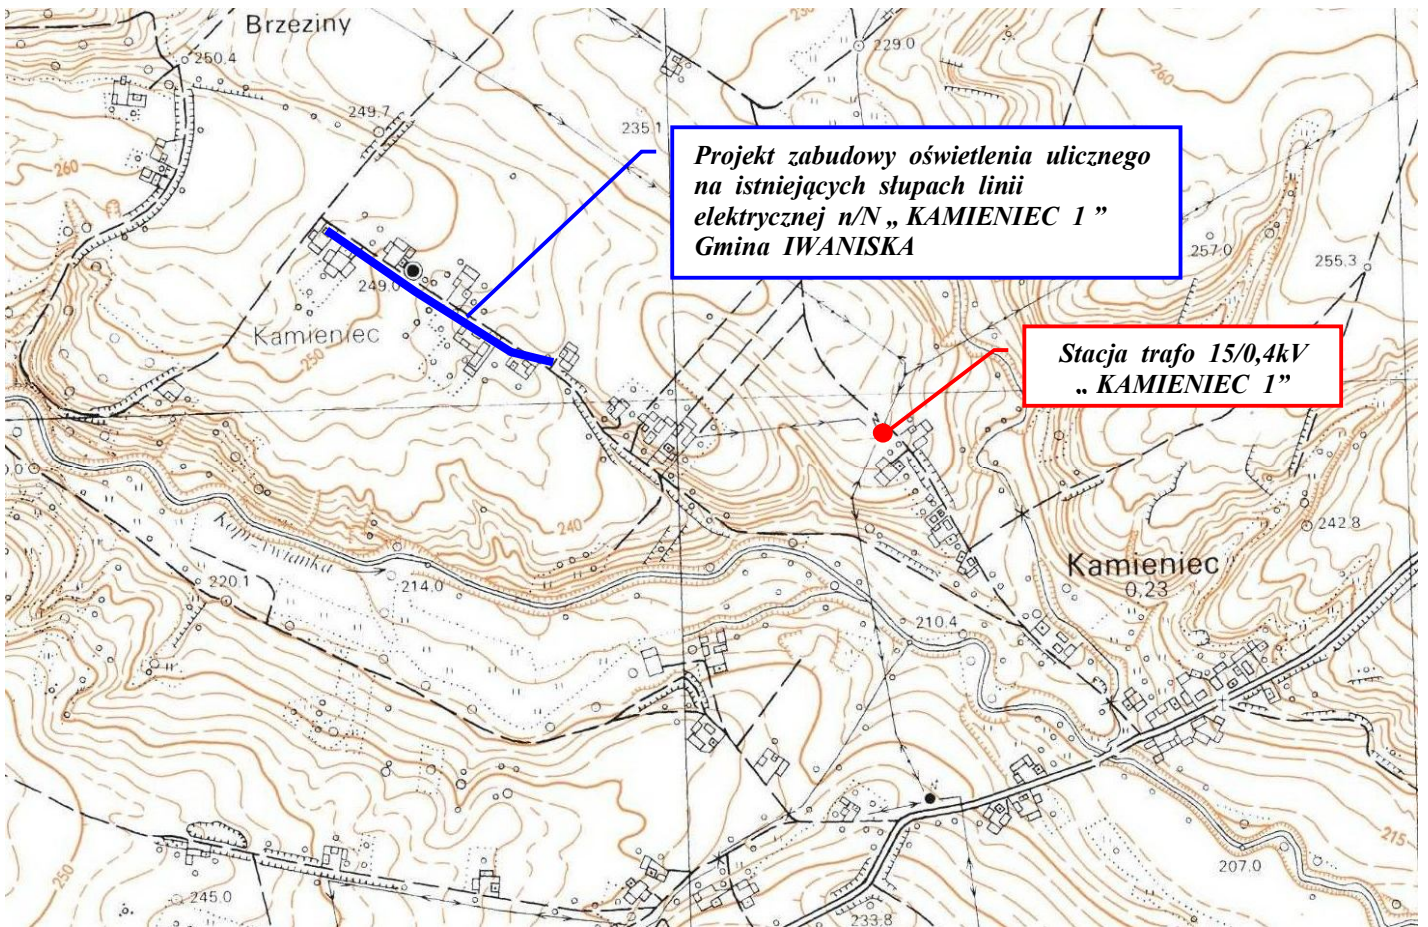 Brzeziny
250.4
249.7
229.0
235.1
260
260
Projekt zabudowy oświetlenia ulicznego
na istniejących słupach linii
elektrycznej n/N „ KAMIENIEC 1 ”
Gmina IWANISKA
257.0
255,3
249.0
Kamieniec
250
Stacja trafo 15/0,4kV
„ KAMIENIEC 1”
240
242.8
Kamieniec
0,23
220.1
214.0
210.4
215
207.0
250
245.0
233.8